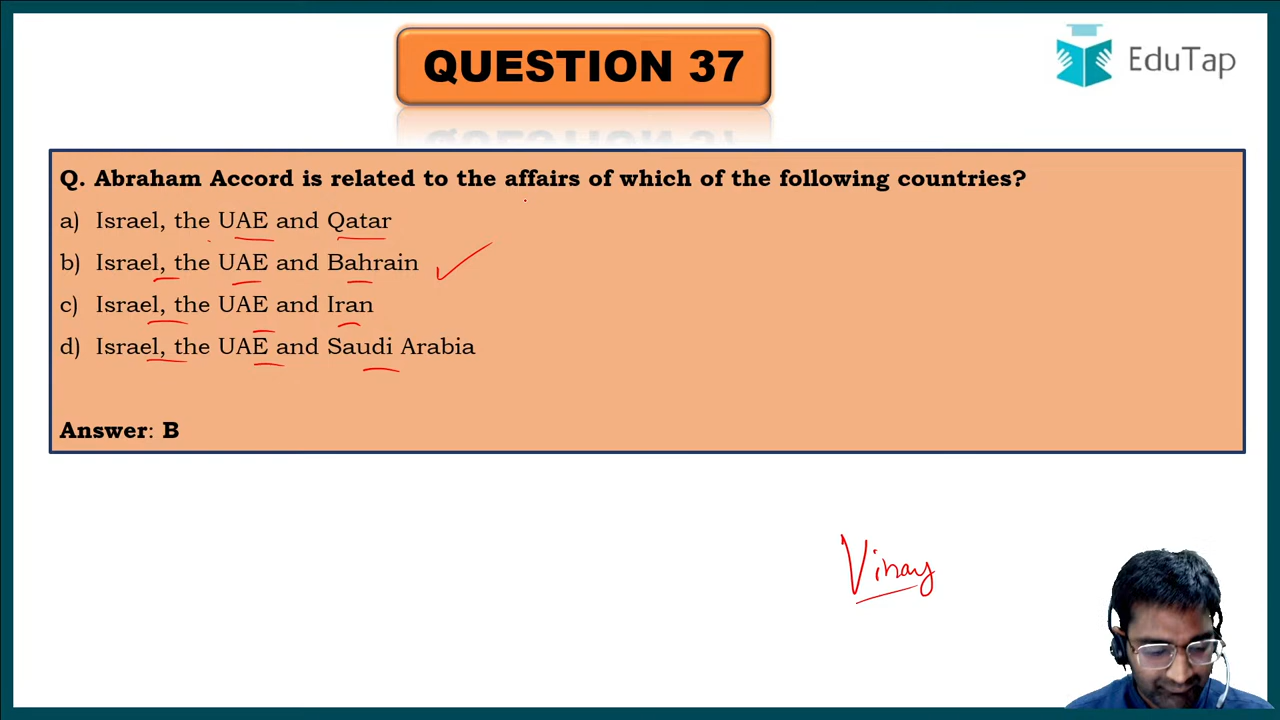 QUESTION 37
EduTap
Q. Abraham Accord is related to the affairs of which of the following countries?
a) Israel, the UAE and Qatar
b) Israel, the UAE and Bahrain
c) Israel, the UAE and Iran
d) Israel, the UAE and Saudi Arabia
Answer: B
Vinay